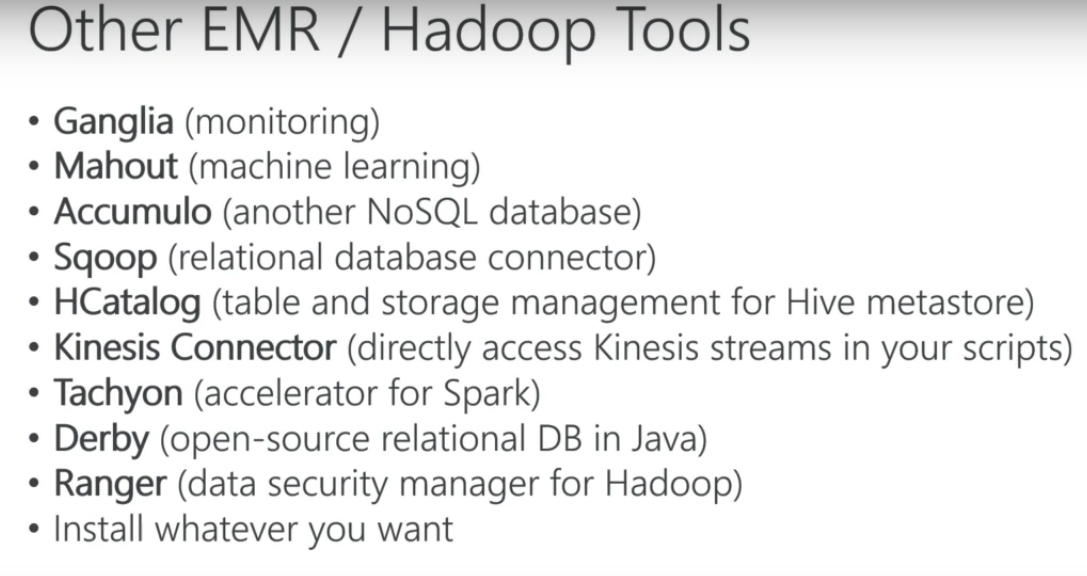 Other EMR / Hadoop Tools
• Ganglia (monitoring)
• Mahout (machine learning)
• Accumulo (another NoSQL database)
• Sqoop (relational database connector)
• HCatalog (table and storage management for Hive metastore)
• Kinesis Connector (directly access Kinesis streams in your scripts)
• Tachyon (accelerator for Spark)
• Derby (open-source relational DB in Java)
• Ranger (data security manager for Hadoop)
• Install whatever you want